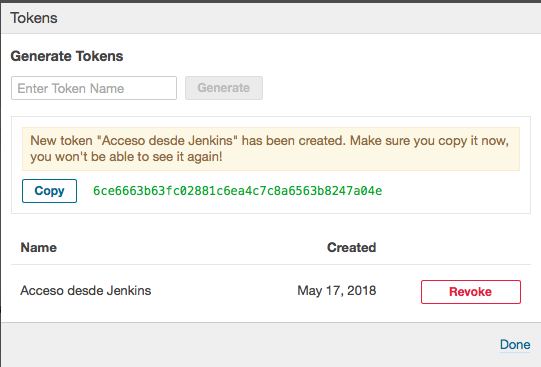 Tokens
Generate Tokens
Enter Token Name
Generate
New token "Acceso desde Jenkins" has been created. Make sure you copy it now,
you won't be able to see it again!
Copy 6ce6663b63fc02881c6ea4c7c8a6563b8247a04e
Name Created
Acceso desde Jenkins May 17, 2018 Revoke
Done